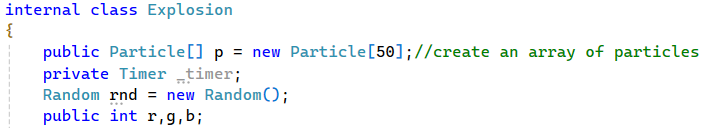 internal class Explosion
{
public Particle[] p = new Particle[50];//create an array of particles
private Timer _timer;
Random rnd = new Random();
public int r,g,b;